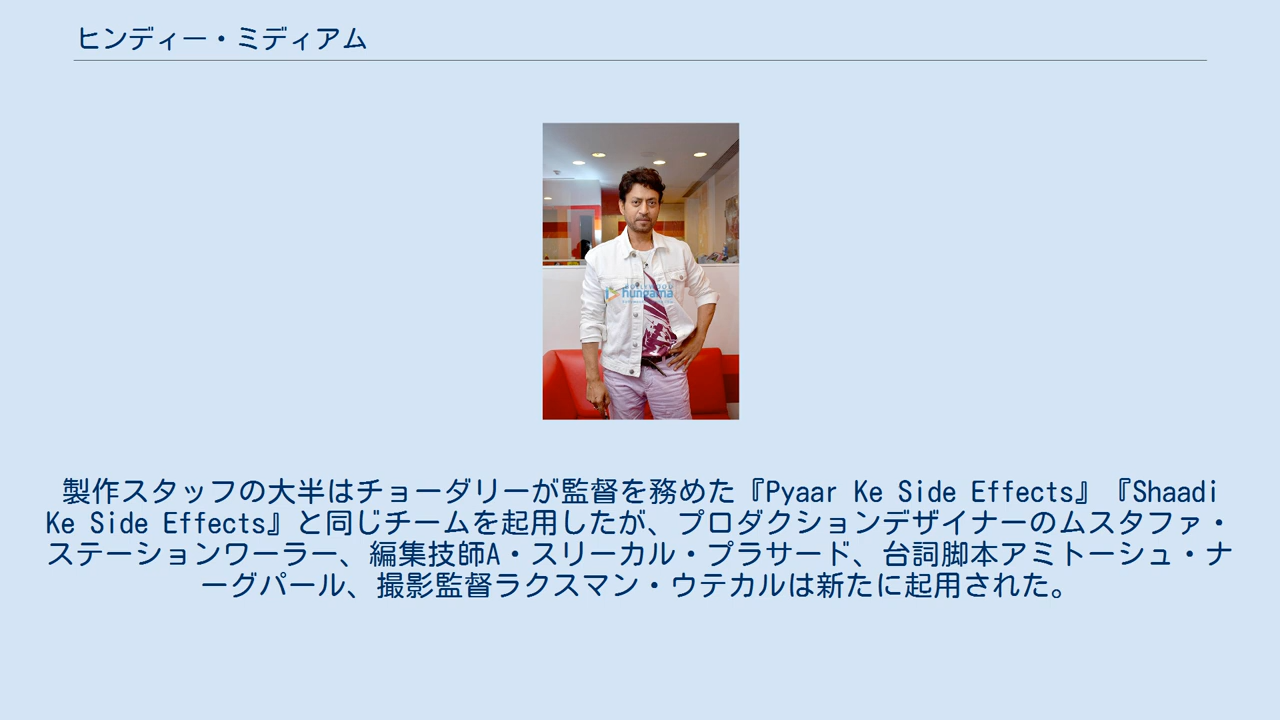 ヒンディー・ミディアム
BOLLYWOOD
hungama
製作スタッフの大半はチョーダリーが監督を務めた『Pyaar Ke Side Effects』『Shaadi
Ke Side Effects』と同じチームを起用したが、プロダクションデザイナーのムスタファ・
ステーションワーラー、編集技師A・スリーカル・プラサード、台詞脚本アミトーシュ・ナ
ーグパール、撮影監督ラクスマン・ウテカルは新たに起用された。